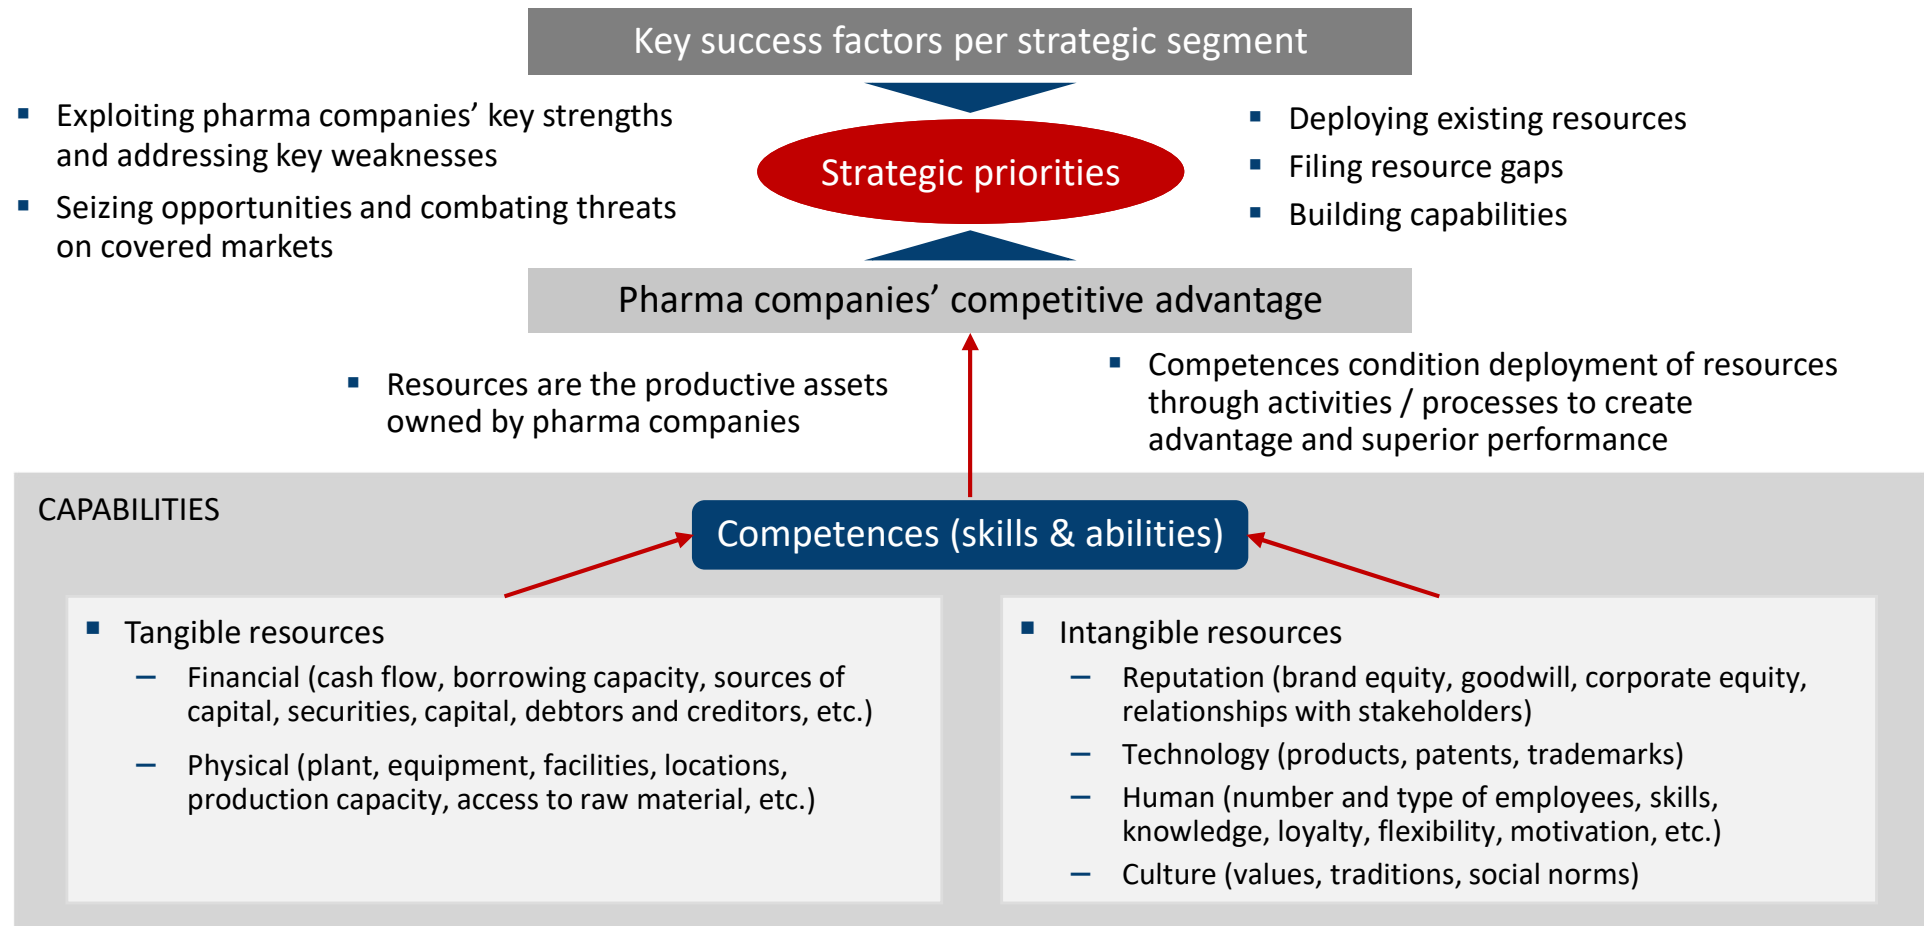 Key success factors per strategic segment
▪ Exploiting pharma companies’ key strengths
and addressing key weaknesses
▪ Seizing opportunities and combating threats
on covered markets
Strategic priorities
▪ Deploying existing resources
▪ Filing resource gaps
▪ Building capabilities
Pharma companies’ competitive advantage
▪ Resources are the productive assets
owned by pharma companies
▪ Competences condition deployment of resources
through activities / processes to create
advantage and superior performance
CAPABILITIES
Competences (skills & abilities)
▪ Tangible resources
– Financial (cash flow, borrowing capacity, sources of
capital, securities, capital, debtors and creditors, etc.)
– Physical (plant, equipment, facilities, locations,
production capacity, access to raw material, etc.)
▪ Intangible resources
– Reputation (brand equity, goodwill, corporate equity,
relationships with stakeholders)
– Technology (products, patents, trademarks)
– Human (number and type of employees, skills,
knowledge, loyalty, flexibility, motivation, etc.)
– Culture (values, traditions, social norms)